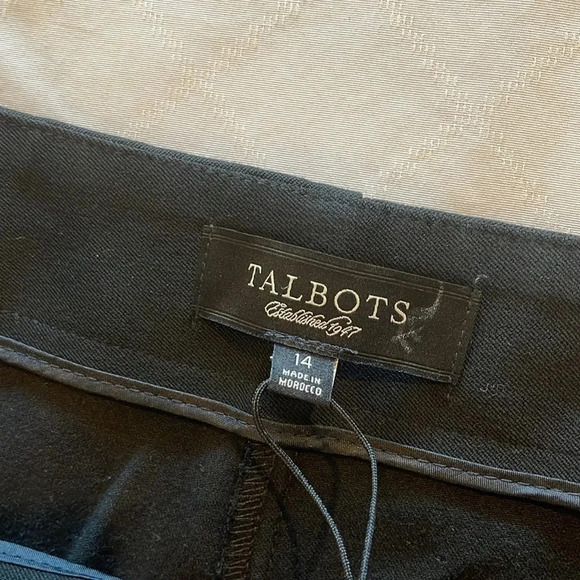 TALBOTS
Established 1947
14
MADE IN
MOROCCO